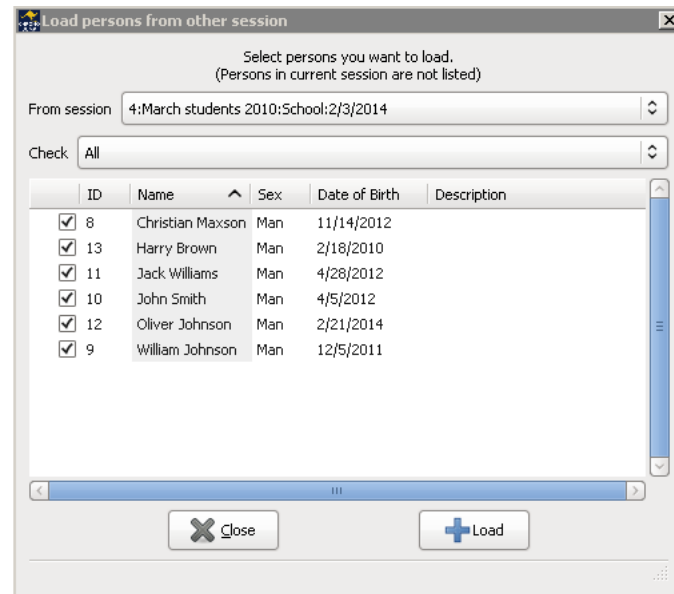 Load persons from other session
Select persons you want to load.
(Persons in current session are not listed)
From session 4:March students 2010:School:2/3/2014
Check All
ID Name Sex Date of Birth Description
8 Christian Maxson Man 11/14/2012
13 Harry Brown Man 2/18/2010
11 Jack Williams Man 4/28/2012
10 John Smith Man 4/5/2012
12 Oliver Johnson Man 2/21/2014
9 William Johnson Man 12/5/2011
Close Load